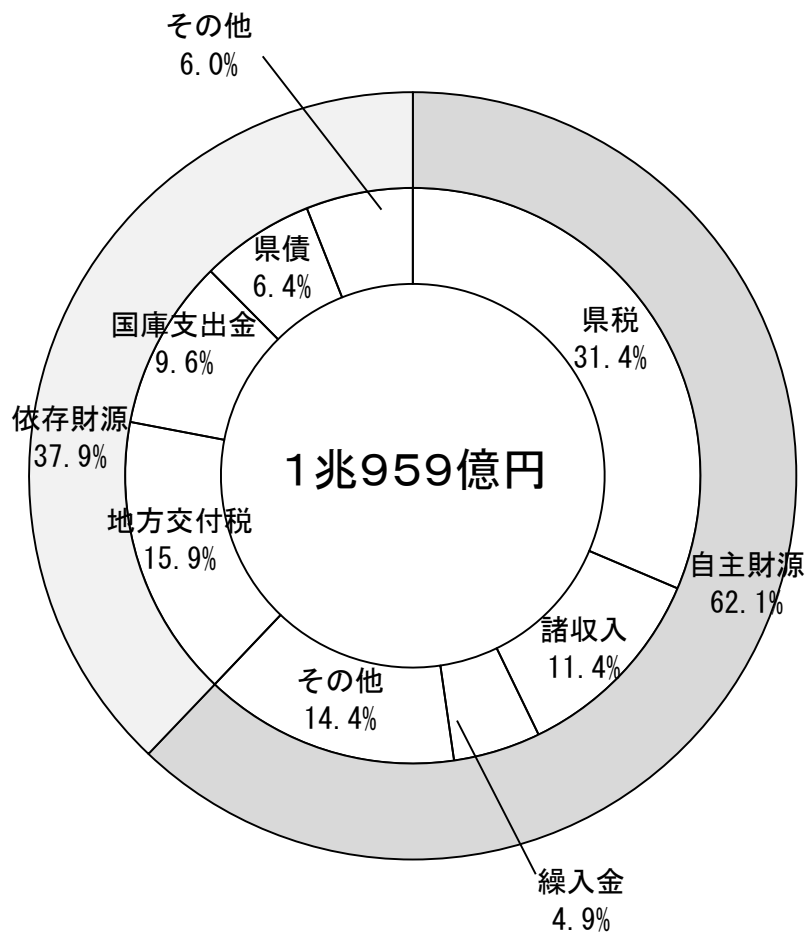 その他
6.0%
県債
6.4%
国庫支出金
9.6%
県税
31.4%
依存財源
37.9%
1兆959億円
地方交付税
15.9%
自主財源
62.1%
諸収入
11.4%
その他
14.4%
繰入金
4.9%